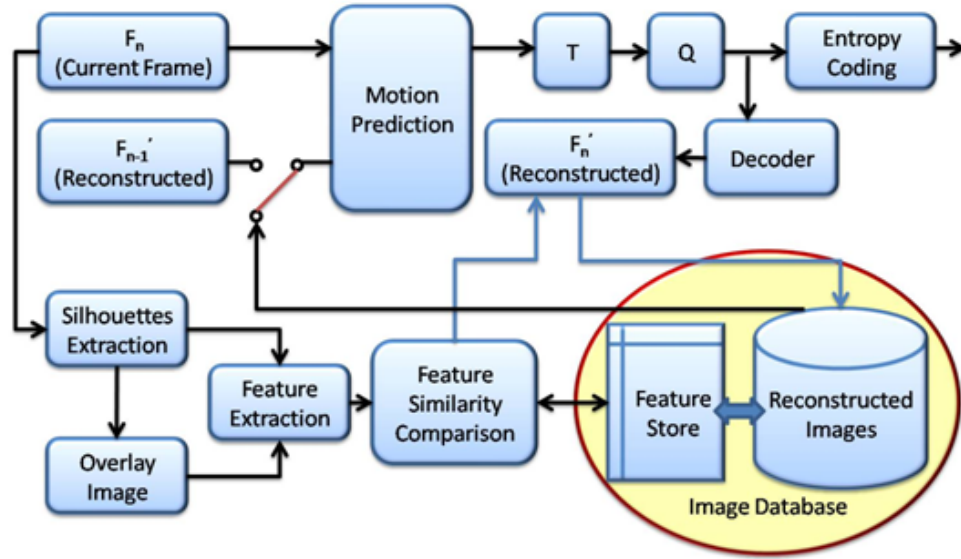 Fn
(Current Frame)
Motion
Prediction
T
Q
Entropy
Coding
Fn-1′
(Reconstructed)
Fn′
(Reconstructed)
Decoder
Silhouettes
Extraction
Feature
Extraction
Feature
Similarity
Comparison
Feature
Store
Reconstructed
Images
Overlay
Image
Image Database